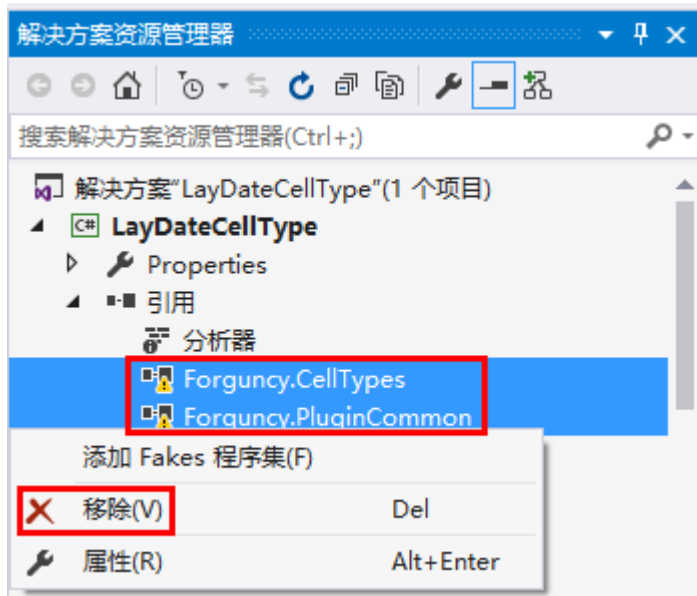 解决方案资源管理器
搜索解决方案资源管理器(Ctrl+;)
解决方案"LayDateCellType"(1 个项目)
C# LayDateCellType
Properties
引用
分析器
Forguncy.CellTypes
Forguncy.PluginCommon
添加 Fakes 程序集(F)
移除(V) Del
属性(R) Alt+Enter